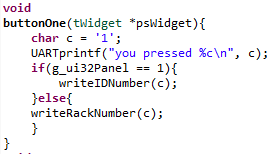 void
buttonOne(tWidget *psWidget){
    char c = '1';
    UARTprintf("you pressed %c\n", c);
    if(g_ui32Panel == 1){
        writeIDNumber(c);
    }else{
        writeRackNumber(c);
    }
}